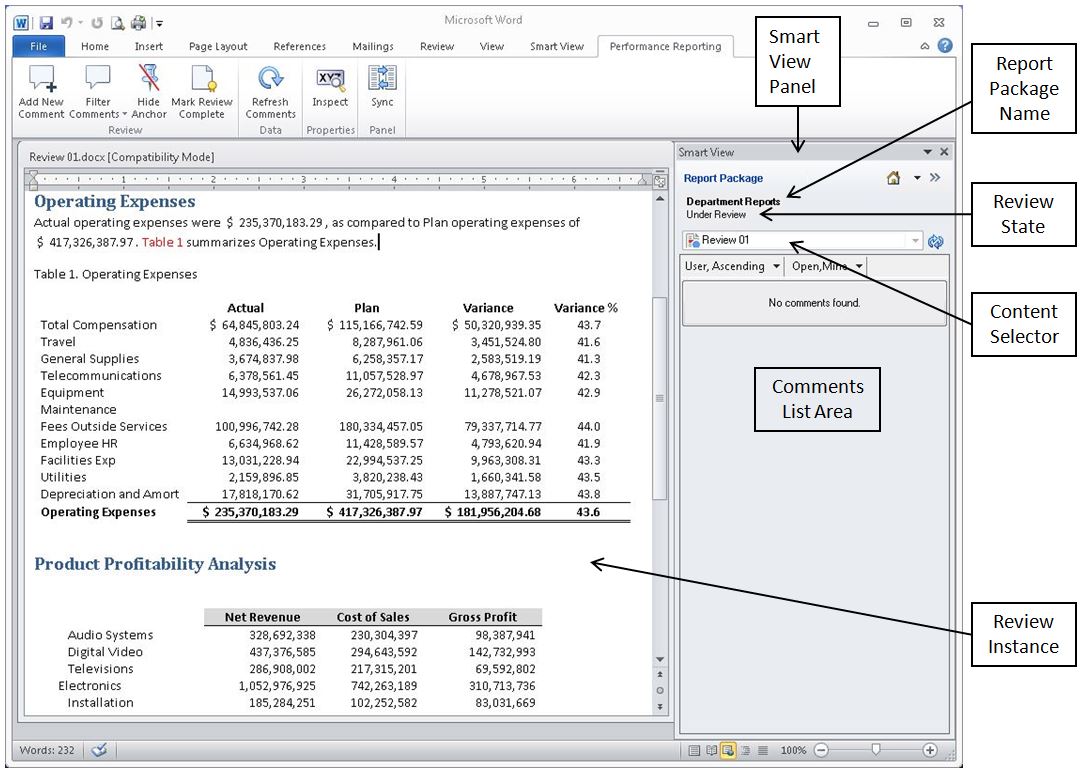 Microsoft Word
File Home Insert Page Layout References Mailings Review View Smart View Performance Reporting
Add New Comment
Filter Comments
Hide Anchor
Mark Review Complete
Refresh Comments
Inspect
Sync
Review Data Properties Panel
Review 01.docx [Compatibility Mode]
1 2 3 4 5 6
Operating Expenses
Actual operating expenses were $ 235,370,183.29 , as compared to Plan operating expenses of
$ 417,326,387.97 . Table 1 summarizes Operating Expenses.
Table 1. Operating Expenses
Actual Plan Variance Variance %
Total Compensation $ 64,845,803.24 $ 115,166,742.59 $ 50,320,939.35 43.7
Travel 4,836,436.25 8,287,961.06 3,451,524.80 41.6
General Supplies 3,674,837.98 6,258,357.17 2,583,519.19 41.3
Telecommunications 6,378,561.45 11,057,528.97 4,678,967.53 42.3
Equipment 14,993,537.06 26,272,058.13 11,278,521.07 42.9
Maintenance
Fees Outside Services 100,996,742.28 180,334,457.05 79,337,714.77 44.0
Employee HR 6,634,968.62 11,428,589.57 4,793,620.94 41.9
Facilities Exp 13,031,228.94 22,994,537.25 9,963,308.31 43.3
Utilities 2,159,896.85 3,820,238.43 1,660,341.58 43.5
Depreciation and Amort 17,818,170.62 31,705,917.75 13,887,747.13 43.8
Operating Expenses $ 235,370,183.29 $ 417,326,387.97 $ 181,956,204.68 43.6
Product Profitability Analysis
Net Revenue Cost of Sales Gross Profit
Audio Systems 328,692,338 230,304,397 98,387,941
Digital Video 437,376,585 294,643,592 142,732,993
Televisions 286,908,002 217,315,201 69,592,802
Electronics 1,052,976,925 742,263,189 310,713,736
Installation 185,284,251 102,252,582 83,031,669
Words: 232
100%
Smart View
Report Package
Department Reports
Under Review
Review 01
User, Ascending Open,Mine
No comments found.
Comments
List Area
Smart
View
Panel
Report
Package
Name
Review
State
Content
Selector
Review
Instance